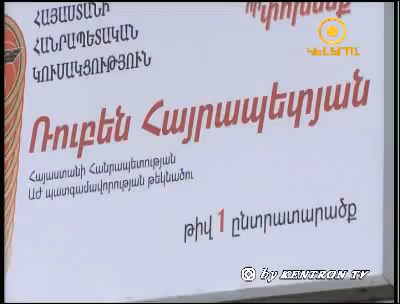 ՀԱՅԱՍՏԱՆԻ
ՀԱՆՐԱՊԵՏԱԿԱՆ
ԿՈՒՍԱԿՑՈՒԹՅՈՒՆ
ԿԵՆՏՐՈՆ
Ռուբեն Հայրապետյան
Հայաստանի Հանրապետության
ԱԺ պատգամավորության թեկնածու
թիվ 1 ընտրատարածք
by KENTRON TV